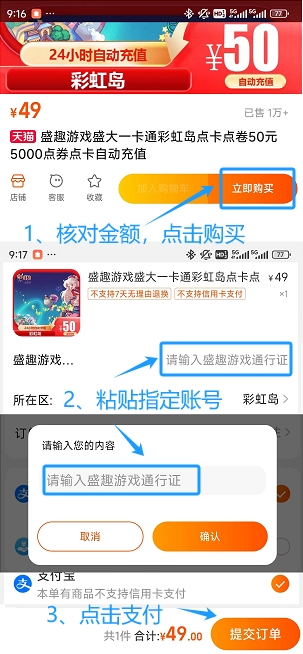 9:16
HD
5G
5G
77
24小时自动充值
彩虹岛
¥50
自动充值
¥49
已售 1万+
天猫 盛趣游戏盛大一卡通彩虹岛点卡点卷50元
5000点券点卡自动充值
店铺
客服
收藏
加入购物车
立即购买
1、核对金额，点击购买
9:17
HD
5G
5G
77
盛趣游戏盛大一卡通彩虹岛点卡点
¥49
不支持7天无理由退换
不支持信用卡支付
×1
¥50
盛趣游戏...
请输入盛趣游戏通行证
所在区:
彩虹岛 >
2、粘贴指定账号
请输入您的内容
请输入盛趣游戏通行证
取消
确认
支付宝
本单有商品不支持信用卡支付
3、点击支付
共1件 合计:¥49.00
提交订单